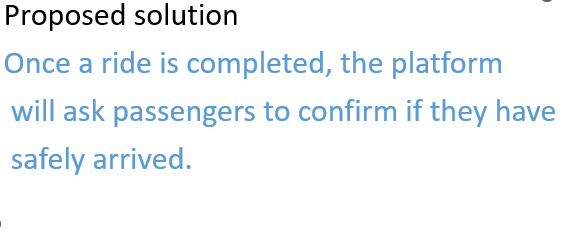 Proposed solution
Once a ride is completed, the platform
will ask passengers to confirm if they have
safely arrived.